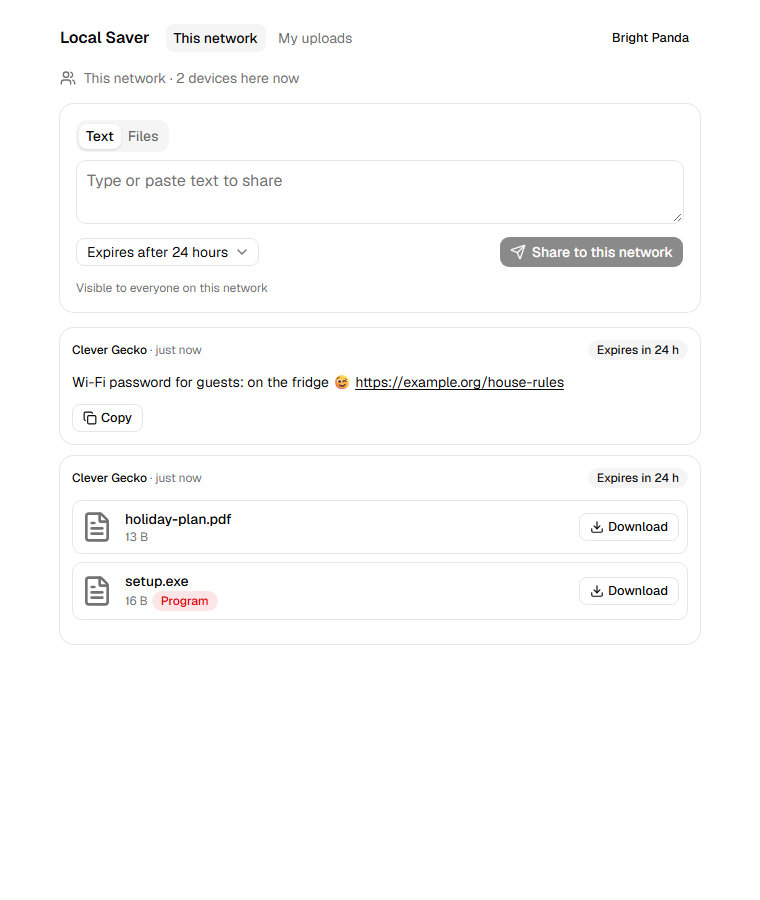 Local Saver This network My uploads Bright Panda
This network · 2 devices here now
Text Files
Type or paste text to share
Expires after 24 hours Share to this network
Visible to everyone on this network
Clever Gecko · just now Expires in 24 h
Wi-Fi password for guests: on the fridge 😉 https://example.org/house-rules
Copy
Clever Gecko · just now Expires in 24 h
holiday-plan.pdf
13 B
Download
setup.exe
16 B Program
Download